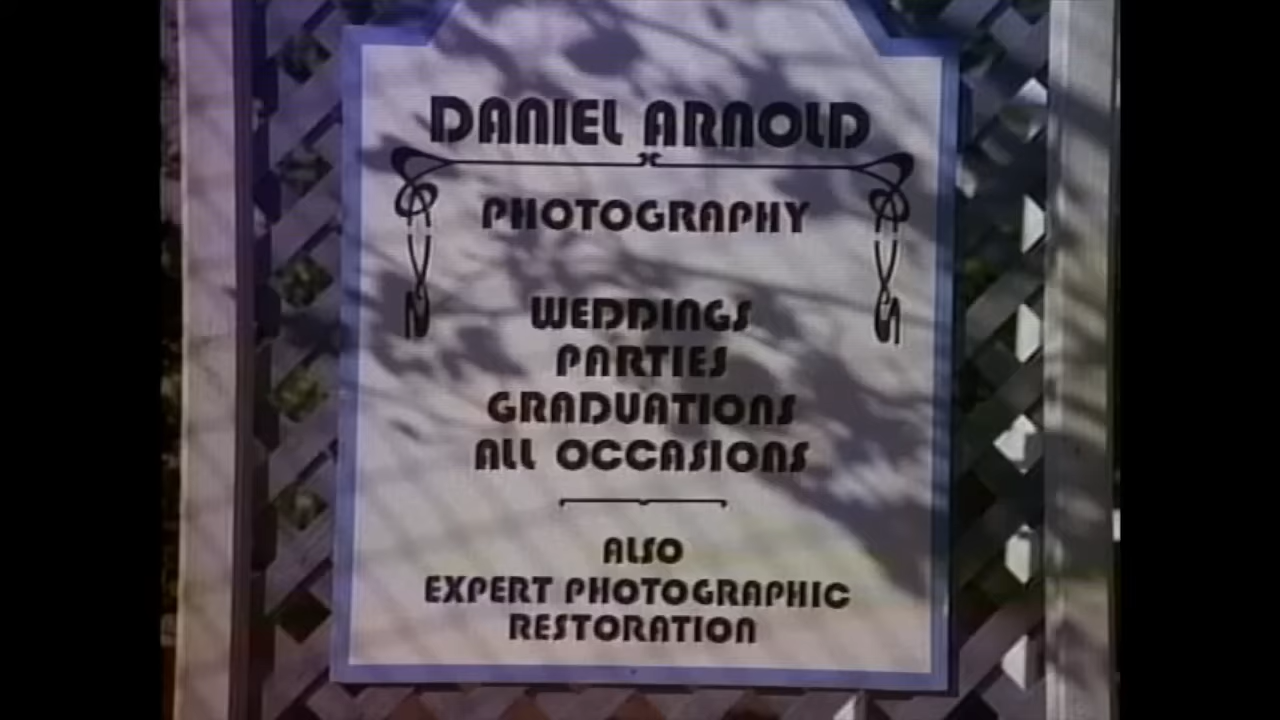 DANIEL ARNOLD
PHOTOGRAPHY
WEDDINGS
PARTIES
GRADUATIONS
ALL OCCASIONS
ALSO
EXPERT PHOTOGRAPHIC
RESTORATION